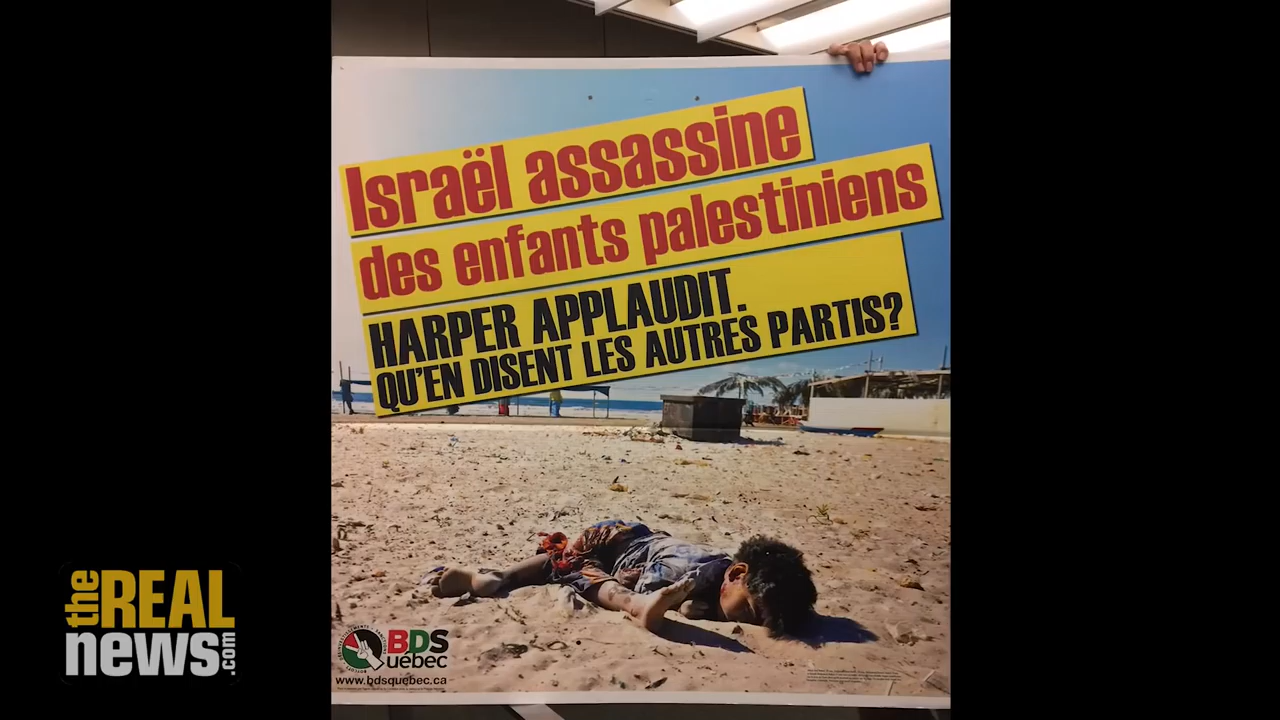 Israël assassine
des enfants palestiniens
HARPER APPLAUDIT.
QU'EN DISENT LES AUTRES PARTIS?
BDS
Québec
www.bdsquebec.ca
the REAL
news.com